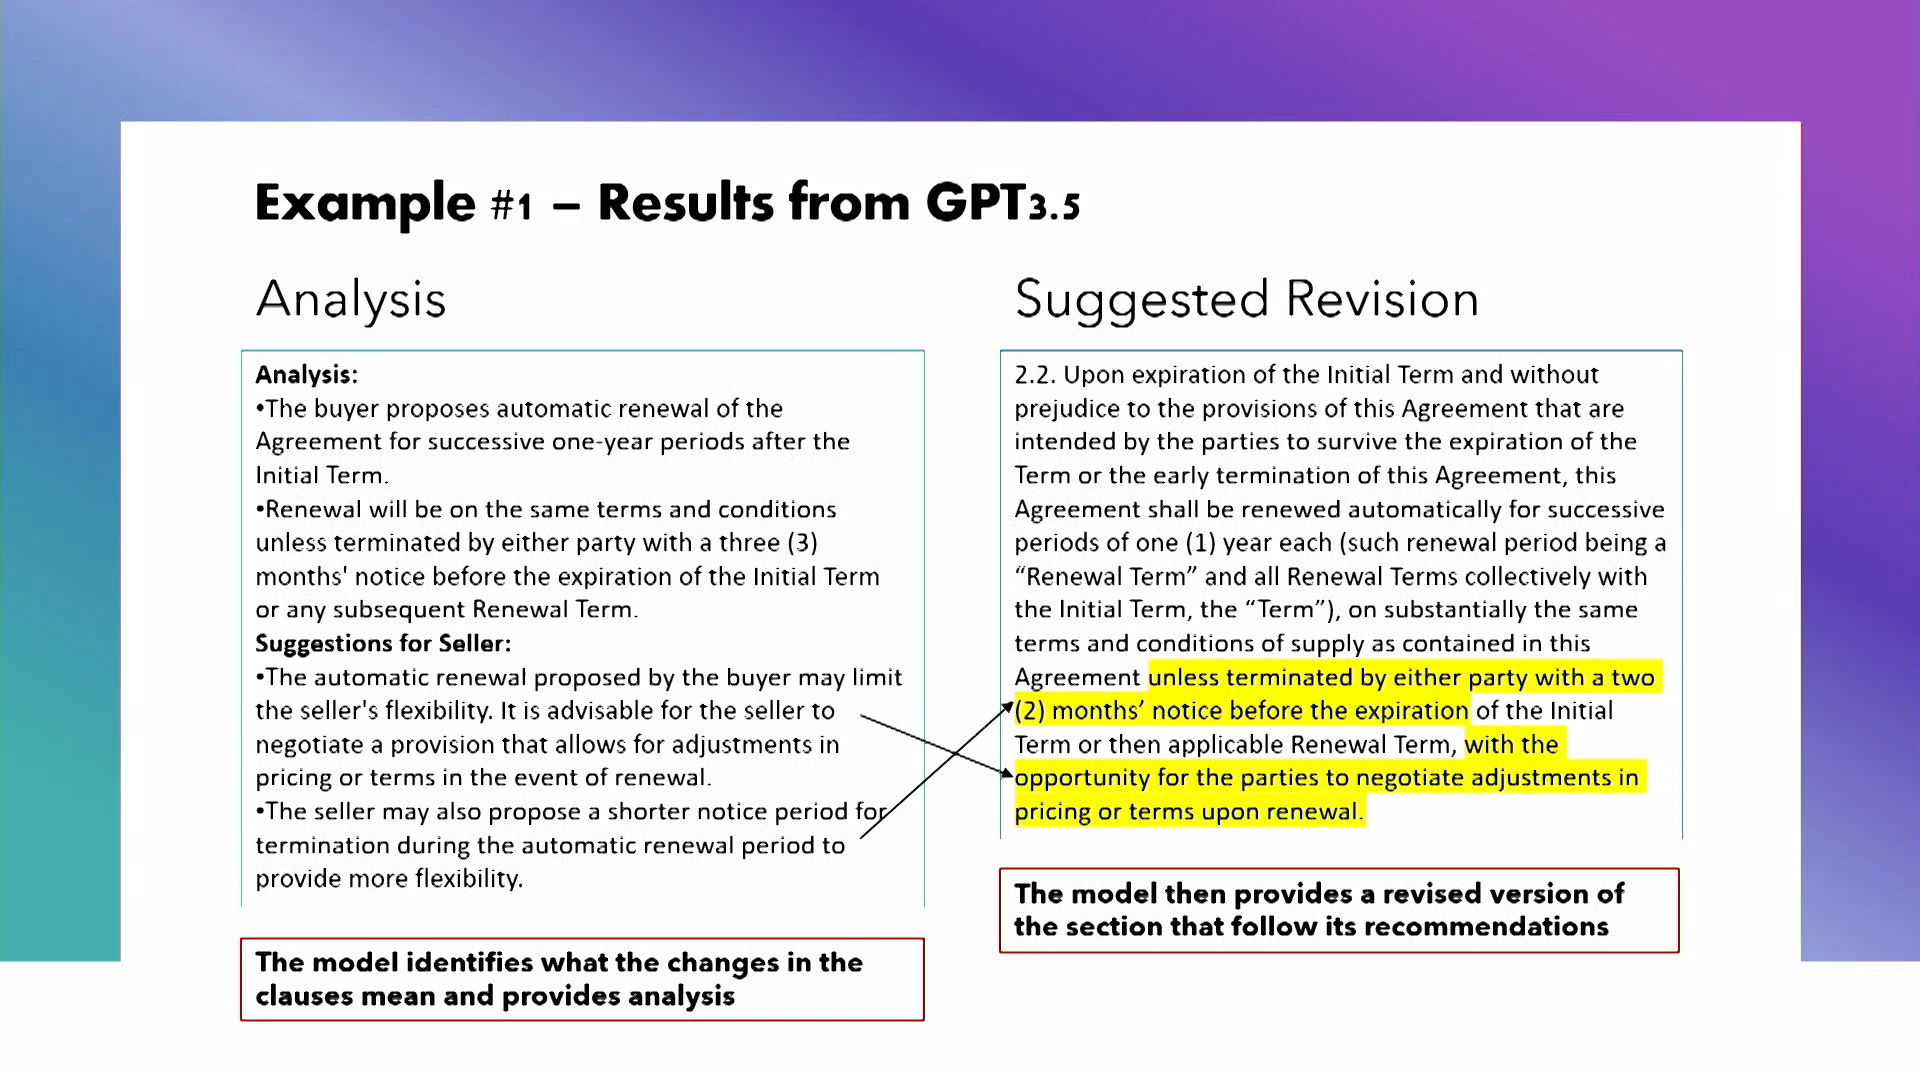 Example #1 – Results from GPT3.5
Analysis
Analysis:
•The buyer proposes automatic renewal of the
Agreement for successive one-year periods after the
Initial Term.
•Renewal will be on the same terms and conditions
unless terminated by either party with a three (3)
months' notice before the expiration of the Initial Term
or any subsequent Renewal Term.
Suggestions for Seller:
•The automatic renewal proposed by the buyer may limit
the seller's flexibility. It is advisable for the seller to
negotiate a provision that allows for adjustments in
pricing or terms in the event of renewal.
•The seller may also propose a shorter notice period for
termination during the automatic renewal period to
provide more flexibility.
The model identifies what the changes in the
clauses mean and provides analysis
Suggested Revision
2.2. Upon expiration of the Initial Term and without
prejudice to the provisions of this Agreement that are
intended by the parties to survive the expiration of the
Term or the early termination of this Agreement, this
Agreement shall be renewed automatically for successive
periods of one (1) year each (such renewal period being a
“Renewal Term” and all Renewal Terms collectively with
the Initial Term, the “Term”), on substantially the same
terms and conditions of supply as contained in this
Agreement unless terminated by either party with a two
(2) months’ notice before the expiration of the Initial
Term or then applicable Renewal Term, with the
opportunity for the parties to negotiate adjustments in
pricing or terms upon renewal.
The model then provides a revised version of
the section that follow its recommendations